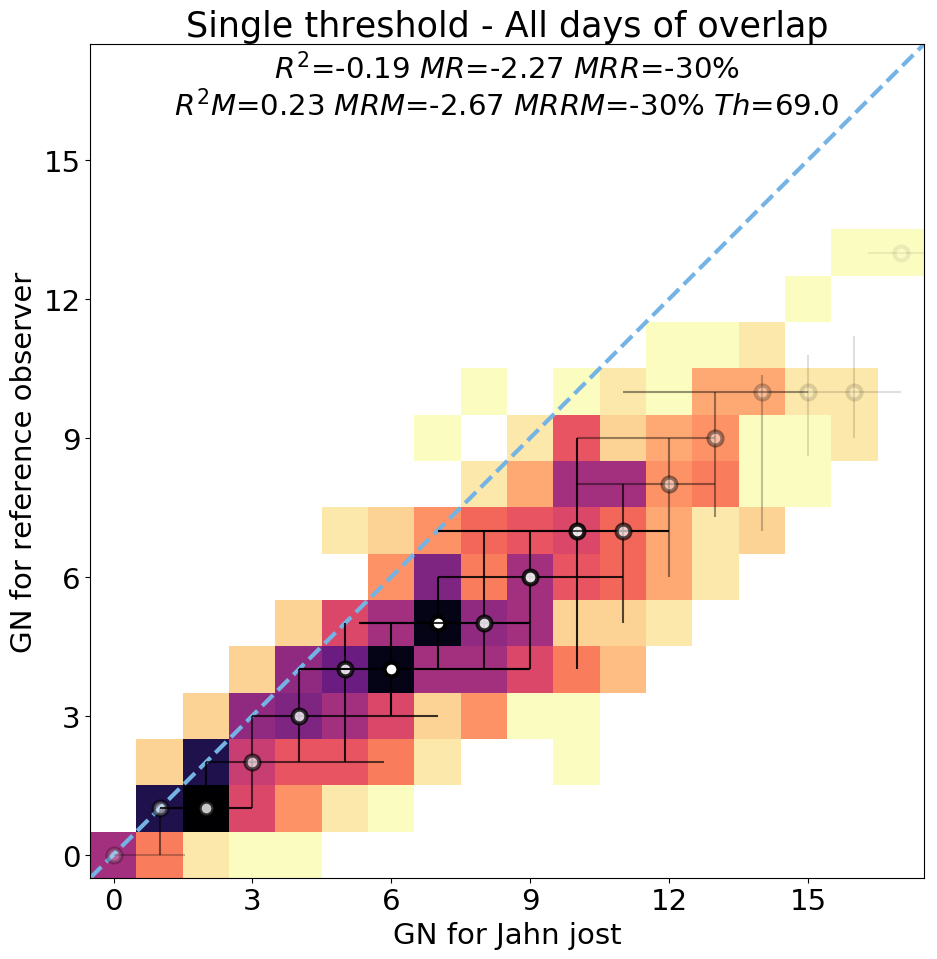 Single threshold - All days of overlap
R²=-0.19 MR=-2.27 MRR=-30%
R²M=0.23 MRM=-2.67 MRRM=-30% Th=69.0
15
12
9
6
3
0
GN for reference observer
0 3 6 9 12 15
GN for Jahn jost